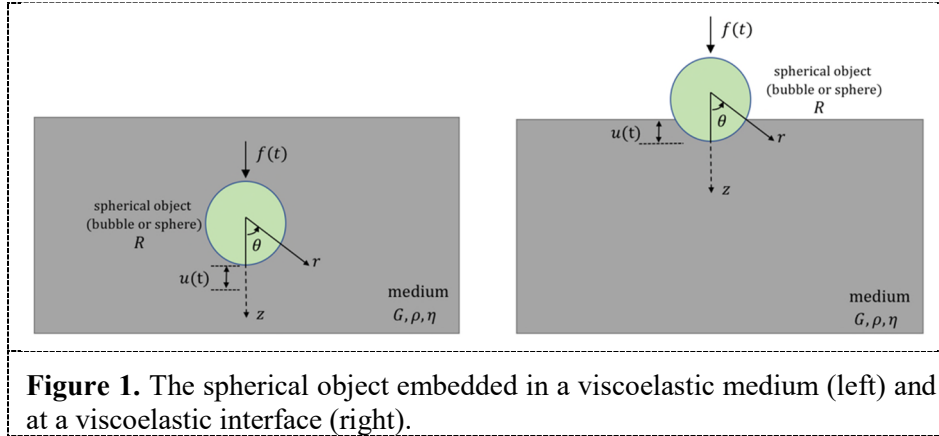 f(t)
spherical object
(bubble or sphere)
R
θ
r
u(t)
z
medium
G, ρ, η
f(t)
spherical object
(bubble or sphere)
R
u(t)
θ
r
z
medium
G, ρ, η
Figure 1. The spherical object embedded in a viscoelastic medium (left) and
at a viscoelastic interface (right).